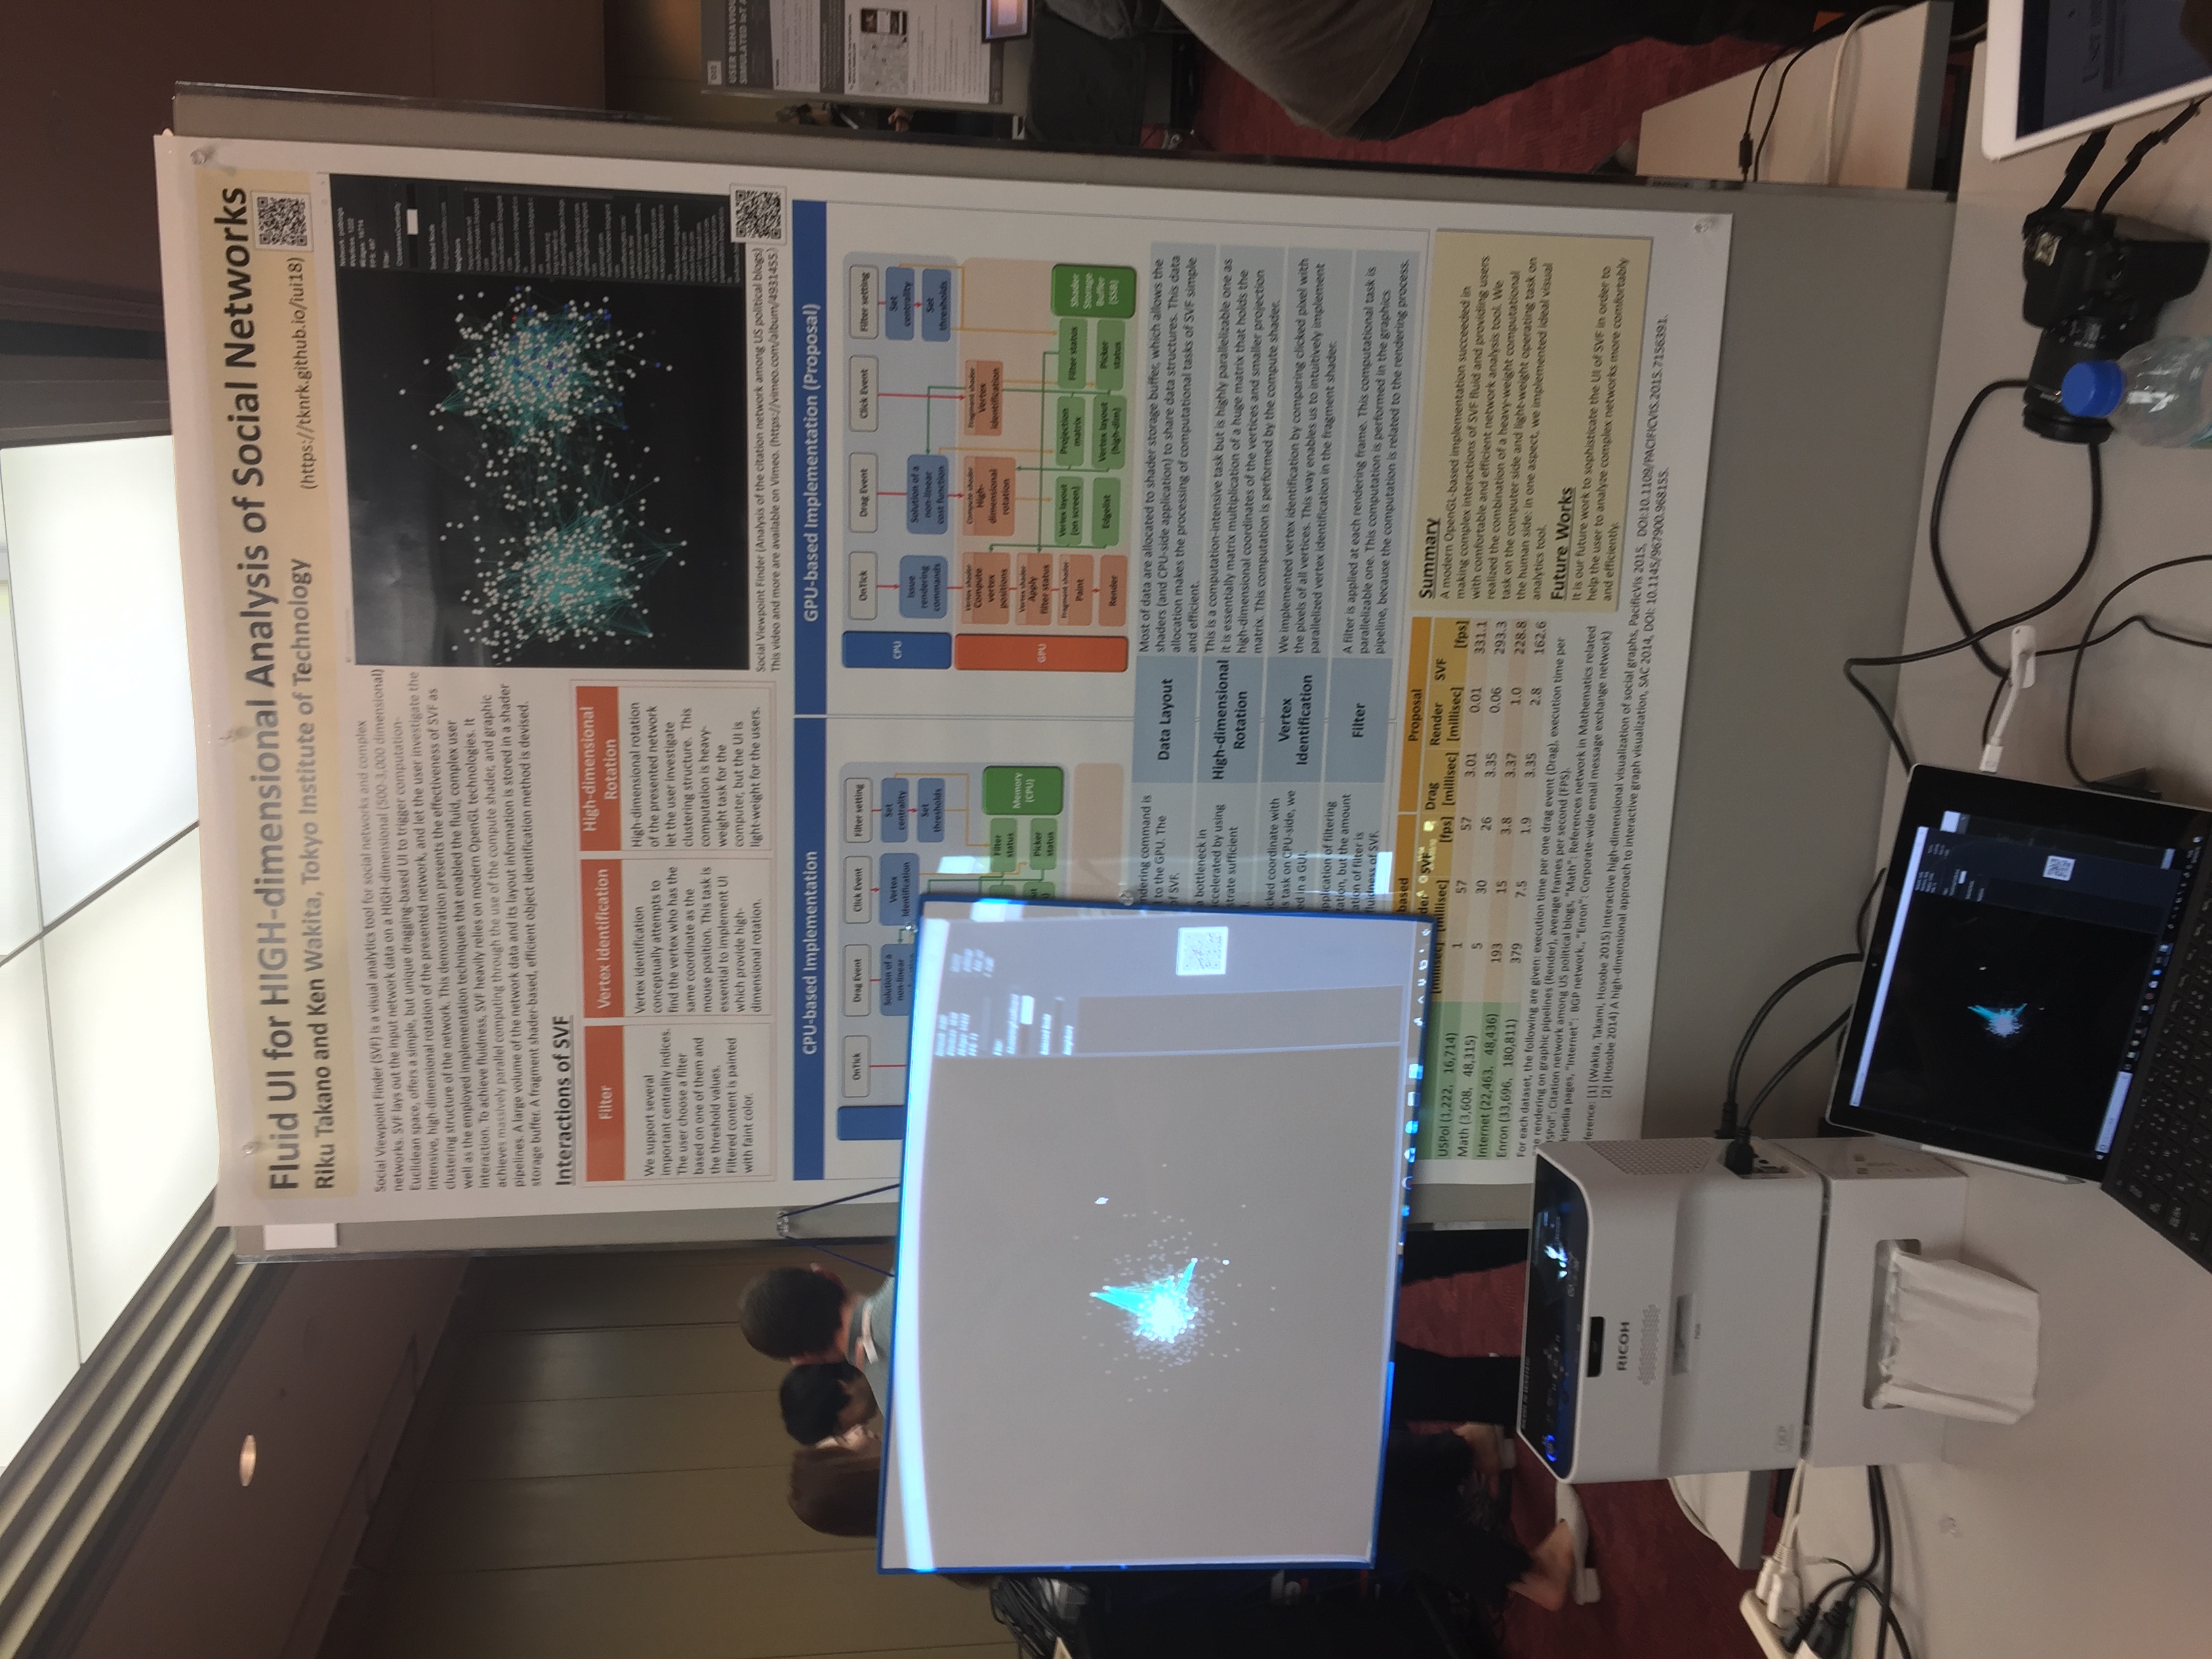 Fluid UI for HIGH-dimensional Analysis of Social Networks
Riku Takano and Ken Wakita, Tokyo Institute of Technology
(https://tknrk.github.io/iui18)
Social Viewpoint Finder (SVF) is a visual analytics tool for social networks and complex
networks. SVF lays out the input network data on a HIGH-dimensional (500-3,000 dimensional)
Euclidean space, offers a simple, but unique dragging-based UI to trigger computation-
intensive, high-dimensional rotation of the presented network, and let the user investigate the
clustering structure of the network. This demonstration presents the effectiveness of SVF as
well as the employed implementation techniques that enabled the fluid, complex user
interaction. To achieve fluidness, SVF heavily relies on modern OpenGL technologies. It
achieves massively parallel computing through the use of the compute shader, and graphic
pipelines. A large volume of the network data and its layout information is stored in a shader
storage buffer. A fragment shader-based, efficient object identification method is devised.
Interactions of SVF
Filter
We support several
important centrality indices.
The user choose a filter
based on one of them and
the threshold values.
Filtered content is painted
with faint color.
Vertex Identification
Vertex identification
conceptually attempts to
find the vertex who has the
same coordinate as the
mouse position. This task is
essential to implement UI
which provide high-
dimensional rotation.
High-dimensional
Rotation
High-dimensional rotation
of the presented network
let the user investigate
clustering structure. This
computation is heavy-
weight task for the
computer, but the UI is
light-weight for the users.
Social Viewpoint Finder (Analysis of the citation network among US political blogs)
This video and more are available on Vimeo. (https://vimeo.com/album/4931455)
CPU-based Implementation
OnTick
Drag Event
Click Event
Filter setting
Solution of a
non-linear
Vertex
Identification
Set
centrality
Set
thresholds
Filter
status
Picker
status
Memory
(CPU)
GPU-based Implementation (Proposal)
CPU
OnTick
Drag Event
Click Event
Filter setting
Issue
rendering
commands
Solution of a
non-linear
cost function
Set
centrality
Set
thresholds
GPU
Vertex shader
Compute
vertex
positions
Compute shader
High-
dimensional
rotation
Fragment shader
Vertex
identification
Vertex shader
Apply
filter status
Fragment shader
Paint
Render
Vertex layout
(on screen)
Projection
matrix
Filter status
Edgelist
Vertex layout
(high-dim)
Picker
status
Shader
Storage
Buffer
(SSB)
ndering command is
to the GPU. The
of SVF.
Data Layout
Most of data are allocated to shader storage buffer, which allows the
shaders (and CPU-side application) to share data structures. This data
allocation makes the processing of computational tasks of SVF simple
and efficient.
a bottleneck in
ccelerated by using
trate sufficient
High-dimensional
Rotation
This is a computation-intensive task but is highly parallelizable one as
it is essentially matrix multiplication of a huge matrix that holds the
high-dimensional coordinates of the vertices and smaller projection
matrix. This computation is performed by the compute shader.
cked coordinate with
s task on CPU-side, we
ed in a GUI.
Vertex
Identification
We implemented vertex identification by comparing clicked pixel with
the pixels of all vertices. This way enables us to intuitively implement
parallelized vertex identification in the fragment shader.
pplication of filtering
tation, but the amount
ation of filter is
fluidness of SVF.
Filter
A filter is applied at each rendering frame. This computational task is
parallelizable one. This computation is performed in the graphics
pipeline, because the computation is related to the rendering process.
based Proposal
der SVF Drag Render SVF
[millisec] [millisec] [fps] [millisec] [millisec] [fps]
USPol (1,222, 16,714) 1 57 57 3.01 0.01 331.1
Math (3,608, 48,315) 5 30 26 3.35 0.06 293.3
Internet (22,463, 48,436) 193 15 3.8 3.37 1.0 228.8
Enron (33,696, 180,811) 379 7.5 1.9 3.35 2.8 162.6
For each dataset, the following are given: execution time per one drag event (Drag), execution time per
ne rendering on graphic pipelines (Render), average frames per second (FPS).
SPol": Citation network among US political blogs, "Math": References network in Mathematics related
kipedia pages, "Internet": BGP network., "Enron": Corporate-wide email message exchange network)
ference: [1] (Wakita, Takami, Hosobe 2015) Interactive high-dimensional visualization of social graphs, PacificVis 2015, DOI:10.1109/PACIFICVIS.2015.7156391.
[2] (Hosobe 2014) A high-dimensional approach to interactive graph visualization, SAC 2014, DOI: 10.1145/967900.968155.
Summary
A modern OpenGL-based implementation succeeded in
making complex interactions of SVF fluid and providing users
with comfortable and efficient network analysis tool. We
realized the combination of a heavy-weight computational
task on the computer side and light-weight operating task on
the human side: in one aspect, we implemented ideal visual
analytics tool.
Future Works
It is our future work to sophisticate the UI of SVF in order to
help the user to analyze complex networks more comfortably
and efficiently.
RICOH
USER BEHAVIOU
SIMULATED IoT